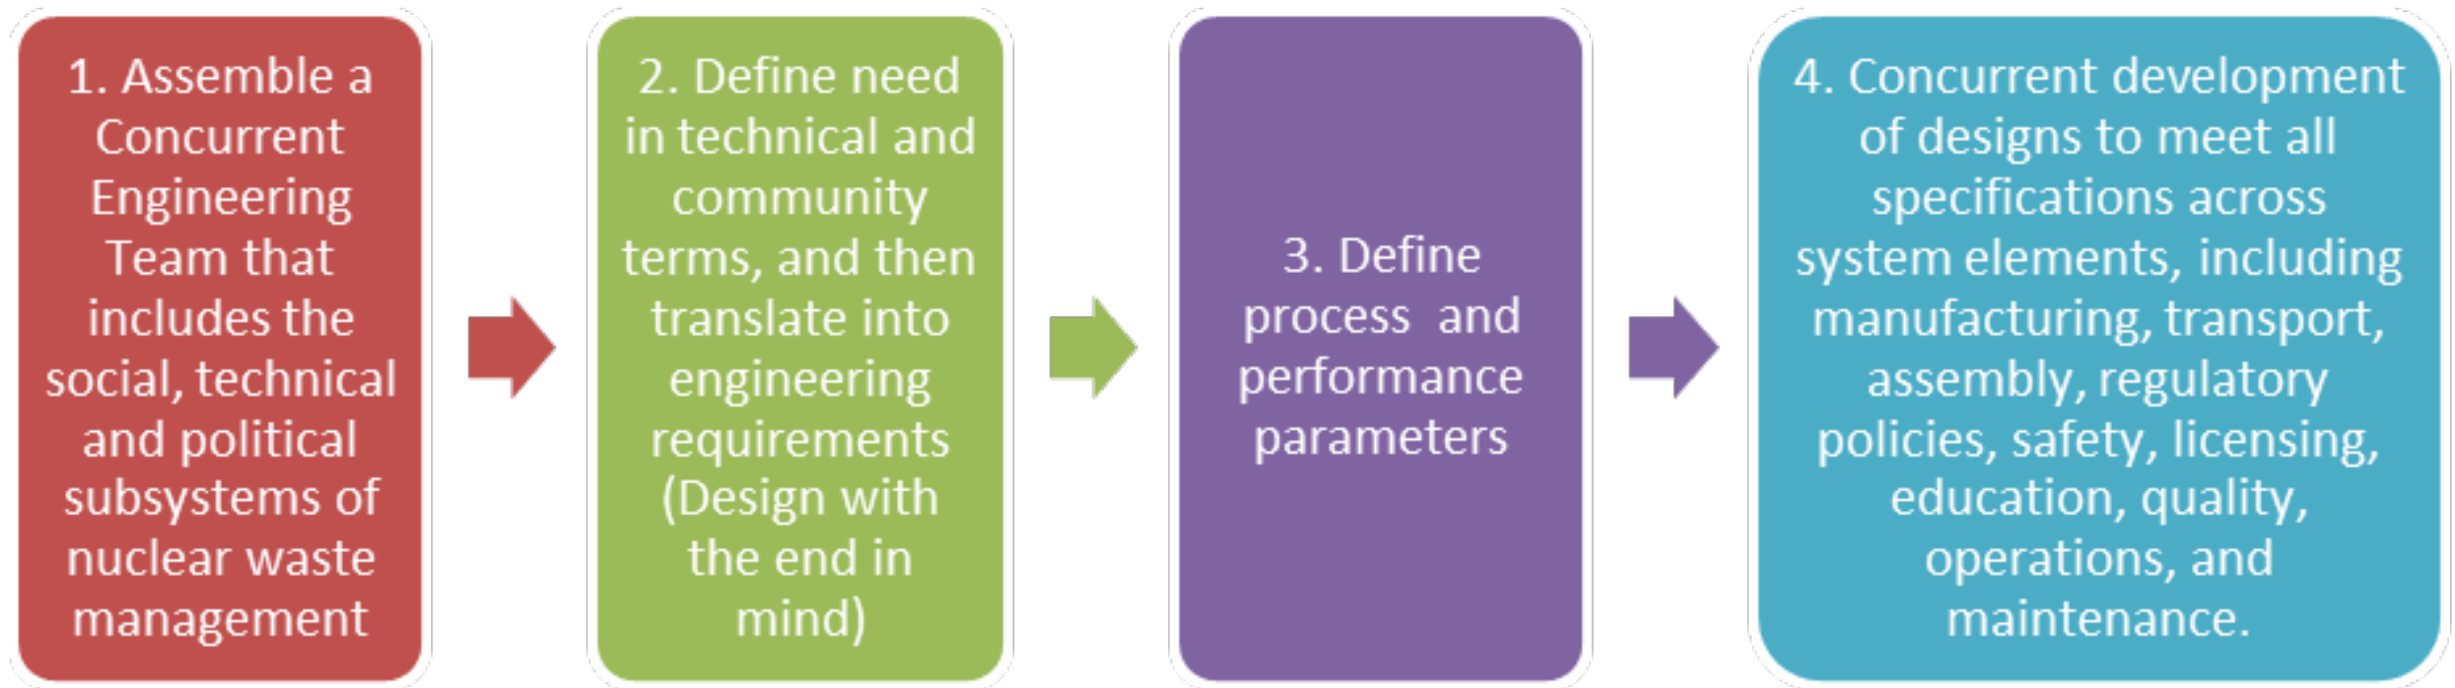 1. Assemble a
Concurrent
Engineering
Team that
includes the
social, technical
and political
subsystems of
nuclear waste
management
2. Define need
in technical and
community
terms, and then
translate into
engineering
requirements
(Design with
the end in
mind)
3. Define
process  and
performance
parameters
4. Concurrent development
of designs to meet all
specifications across
system elements, including
manufacturing, transport,
assembly, regulatory
policies, safety, licensing,
education, quality,
operations, and
maintenance.